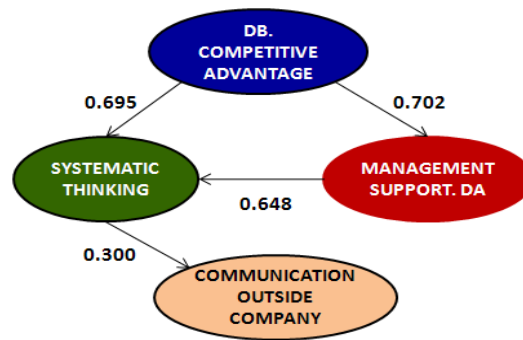 DB.
COMPETITIVE
ADVANTAGE
0.695
0.702
SYSTEMATIC
THINKING
MANAGEMENT
SUPPORT. DA
0.648
0.300
COMMUNICATION
OUTSIDE
COMPANY